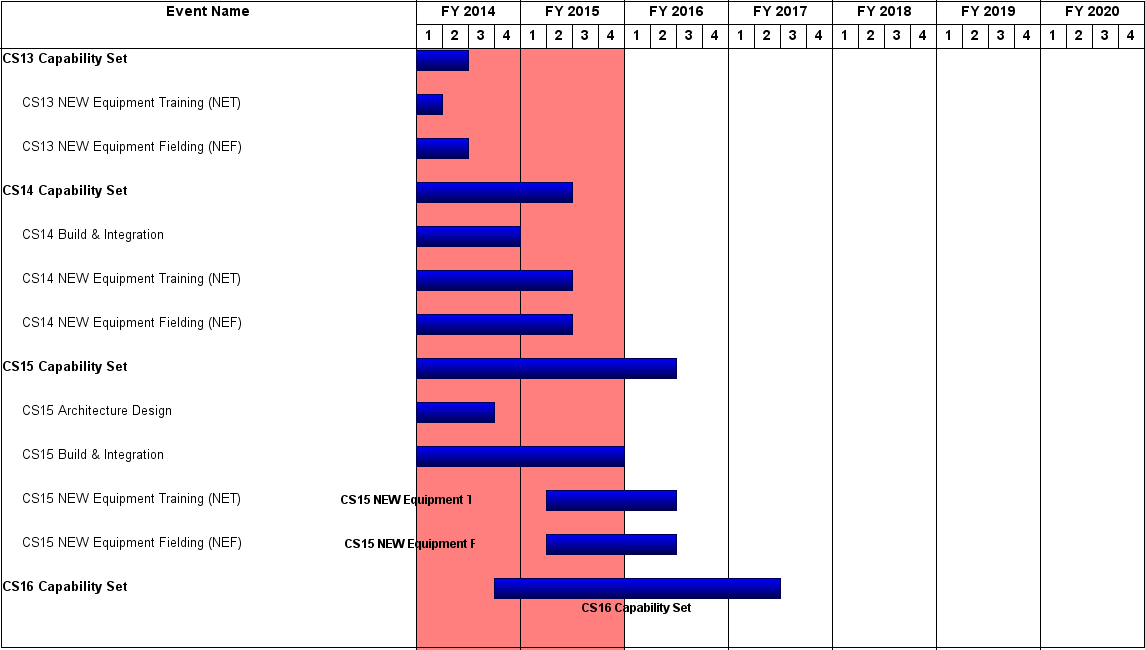 Event Name FY 2014 FY 2015 FY 2016 FY 2017 FY 2018 FY 2019 FY 2020
1 2 3 4 1 2 3 4 1 2 3 4 1 2 3 4 1 2 3 4 1 2 3 4 1 2 3 4
CS13 Capability Set
CS13 NEW Equipment Training (NET)
CS13 NEW Equipment Fielding (NEF)
CS14 Capability Set
CS14 Build & Integration
CS14 NEW Equipment Training (NET)
CS14 NEW Equipment Fielding (NEF)
CS15 Capability Set
CS15 Architecture Design
CS15 Build & Integration
CS15 NEW Equipment Training (NET) CS15 NEW Equipment T
CS15 NEW Equipment Fielding (NEF) CS15 NEW Equipment F
CS16 Capability Set
CS16 Capability Set